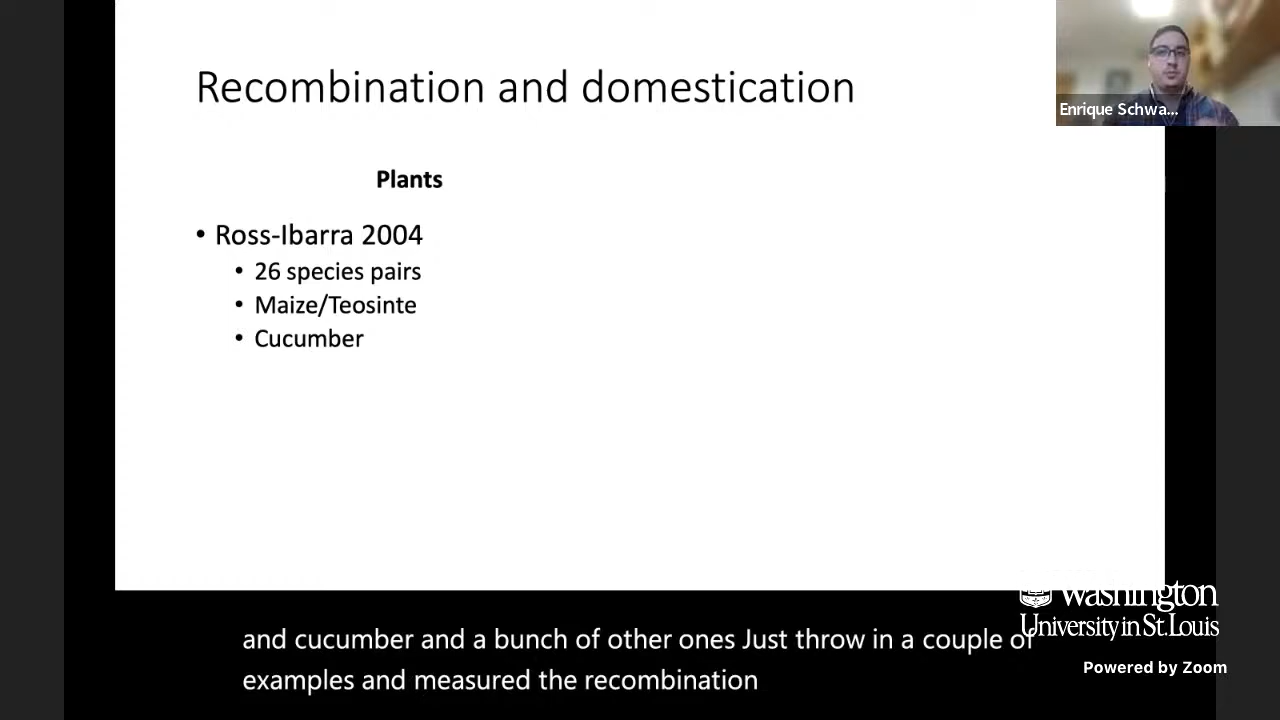 Recombination and domestication
Enrique Schwa...
Plants
• Ross-Ibarra 2004
• 26 species pairs
• Maize/Teosinte
• Cucumber
Washington
University in St. Louis
and cucumber and a bunch of other ones Just throw in a couple of
examples and measured the recombination
Powered by Zoom